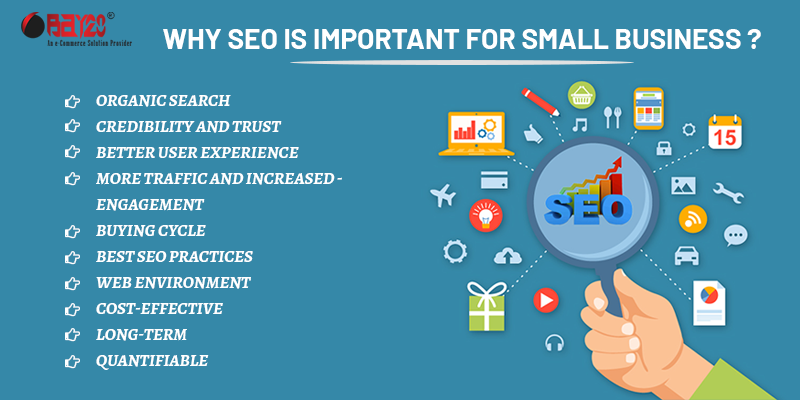 BAY20®
An e-Commerce Solution Provider
WHY SEO IS IMPORTANT FOR SMALL BUSINESS ?
ORGANIC SEARCH
CREDIBILITY AND TRUST
BETTER USER EXPERIENCE
MORE TRAFFIC AND INCREASED -
ENGAGEMENT
BUYING CYCLE
BEST SEO PRACTICES
WEB ENVIRONMENT
COST-EFFECTIVE
LONG-TERM
QUANTIFIABLE
15
SEO